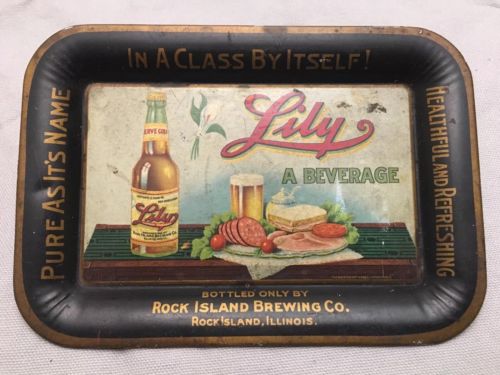 IN A CLASS BY ITSELF!
PURE AS IT'S NAME
HEALTHFUL AND REFRESHING
Lily
A BEVERAGE
Lily
BOTTLED ONLY BY
ROCK ISLAND BREWING CO.
ROCK ISLAND, ILLINOIS.